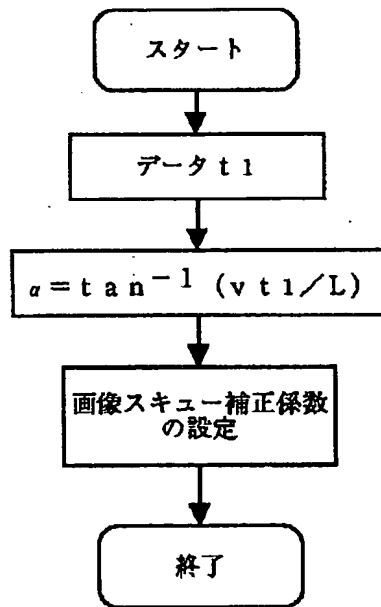 スタート
データt1
α=tan⁻¹(vt1/L)
画像スキュー補正係数
の設定
終了